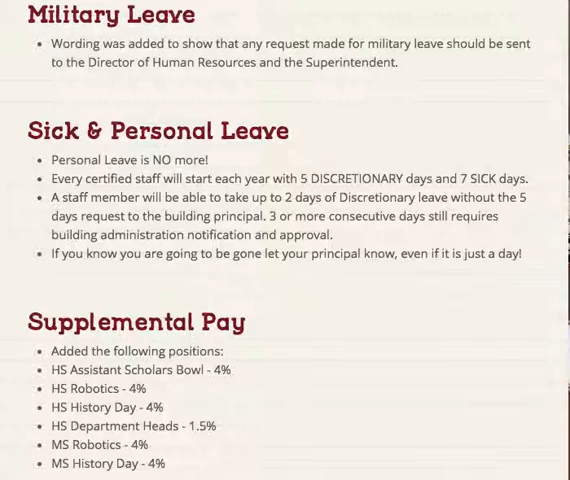 Military Leave
• Wording was added to show that any request made for military leave should be sent
to the Director of Human Resources and the Superintendent.
Sick & Personal Leave
• Personal Leave is NO more!
• Every certified staff will start each year with 5 DISCRETIONARY days and 7 SICK days.
• A staff member will be able to take up to 2 days of Discretionary leave without the 5
days request to the building principal. 3 or more consecutive days still requires
building administration notification and approval.
• If you know you are going to be gone let your principal know, even if it is just a day!
Supplemental Pay
• Added the following positions:
• HS Assistant Scholars Bowl - 4%
• HS Robotics - 4%
• HS History Day - 4%
• HS Department Heads - 1.5%
• MS Robotics - 4%
• MS History Day - 4%